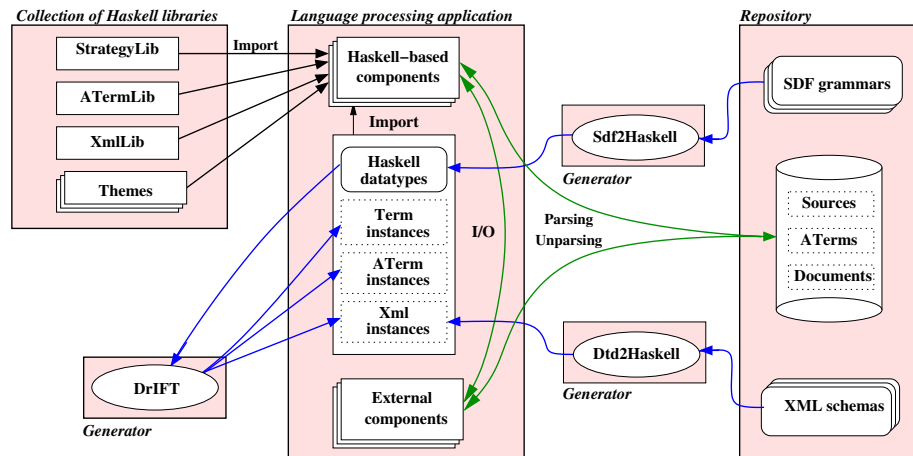 Collection of Haskell libraries
StrategyLib
ATermLib
XmlLib
Themes
Import
Language processing application
Haskell-based
components
Import
Haskell
datatypes
Term
instances
ATerm
instances
Xml
instances
I/O
External
components
DrIFT
Generator
Sdf2Haskell
Generator
Parsing
Unparsing
Dtd2Haskell
Generator
Repository
SDF grammars
Sources
ATerms
Documents
XML schemas